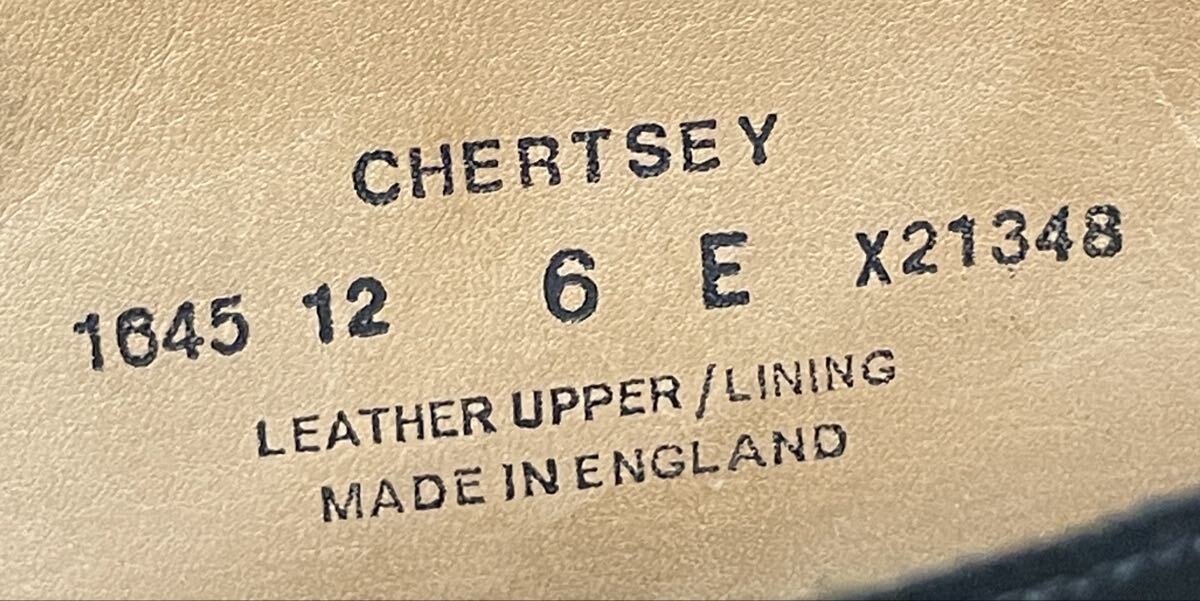 CHERTSEY
1645 12 6 E X21348
LEATHER UPPER/LINING
MADE IN ENGLAND